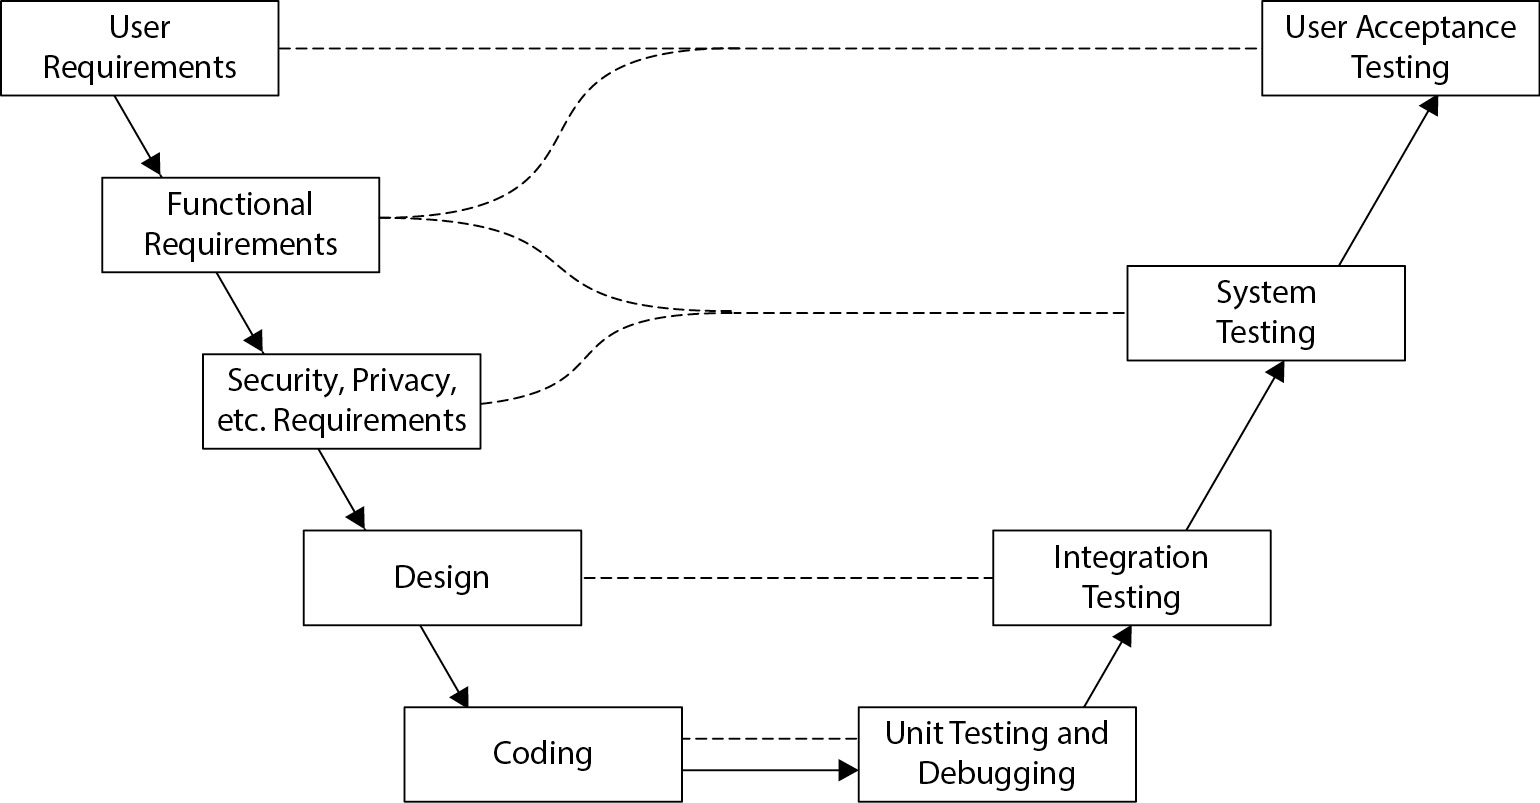 User
Requirements
User Acceptance
Testing
Functional
Requirements
System
Testing
Security, Privacy,
etc. Requirements
Design
Integration
Testing
Coding
Unit Testing and
Debugging